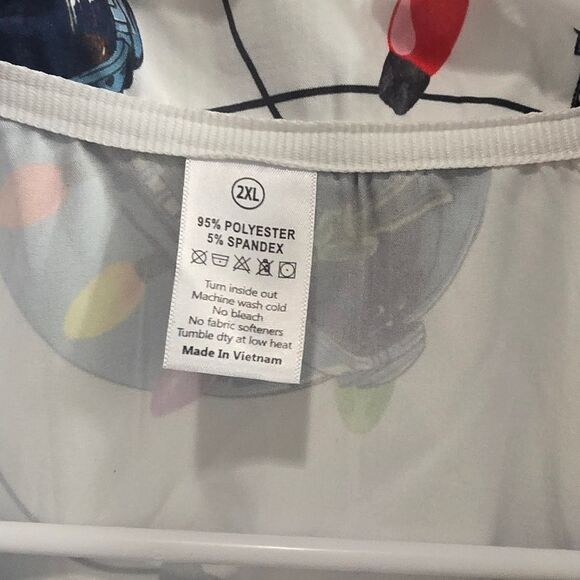 2XL
95% POLYESTER
5% SPANDEX
Turn inside out
Machine wash cold
No bleach
No fabric softeners
Tumble dty at low heat
Made In Vietnam